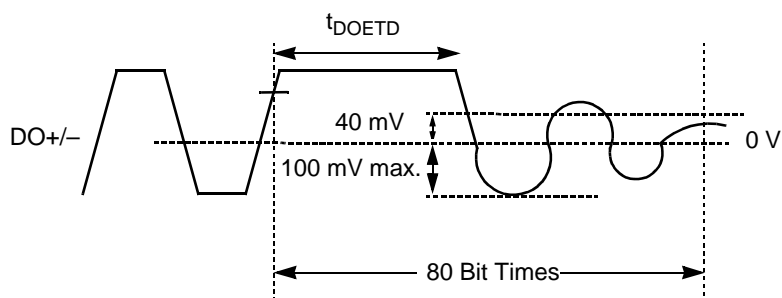 tDOETD
40 mV
DO+/–
0 V
100 mV max.
80 Bit Times